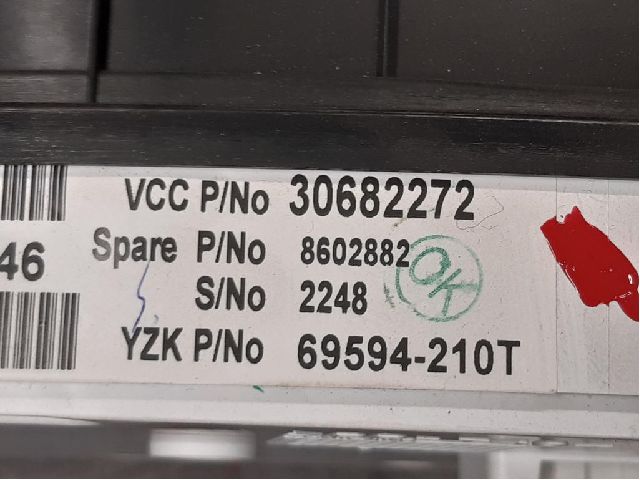 VCC P/No 30682272
Spare P/No 8602882
OK
46
S/No 2248
YZK P/No 69594-210T